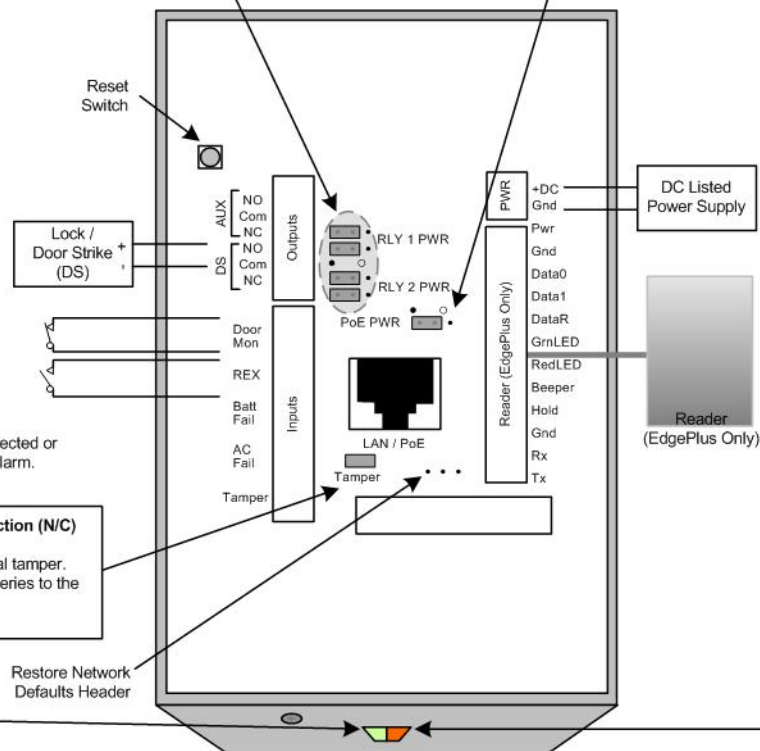 Reset
Switch
Lock /
Door Strike
(DS)
+
-
AUX
NO
Com
NC
DS
NO
Com
NC
Outputs
RLY 1 PWR
RLY 2 PWR
PoE PWR
PWR
+DC
Gnd
DC Listed
Power Supply
Reader (EdgePlus Only)
Pwr
Gnd
Data0
Data1
DataR
GrnLED
RedLED
Beeper
Hold
Gnd
Rx
Tx
Reader
(EdgePlus Only)
Inputs
Door
Mon
REX
Batt
Fail
AC
Fail
Tamper
LAN / PoE
Tamper
ected or
larm.
ction (N/C)
al tamper.
eries to the
Restore Network
Defaults Header